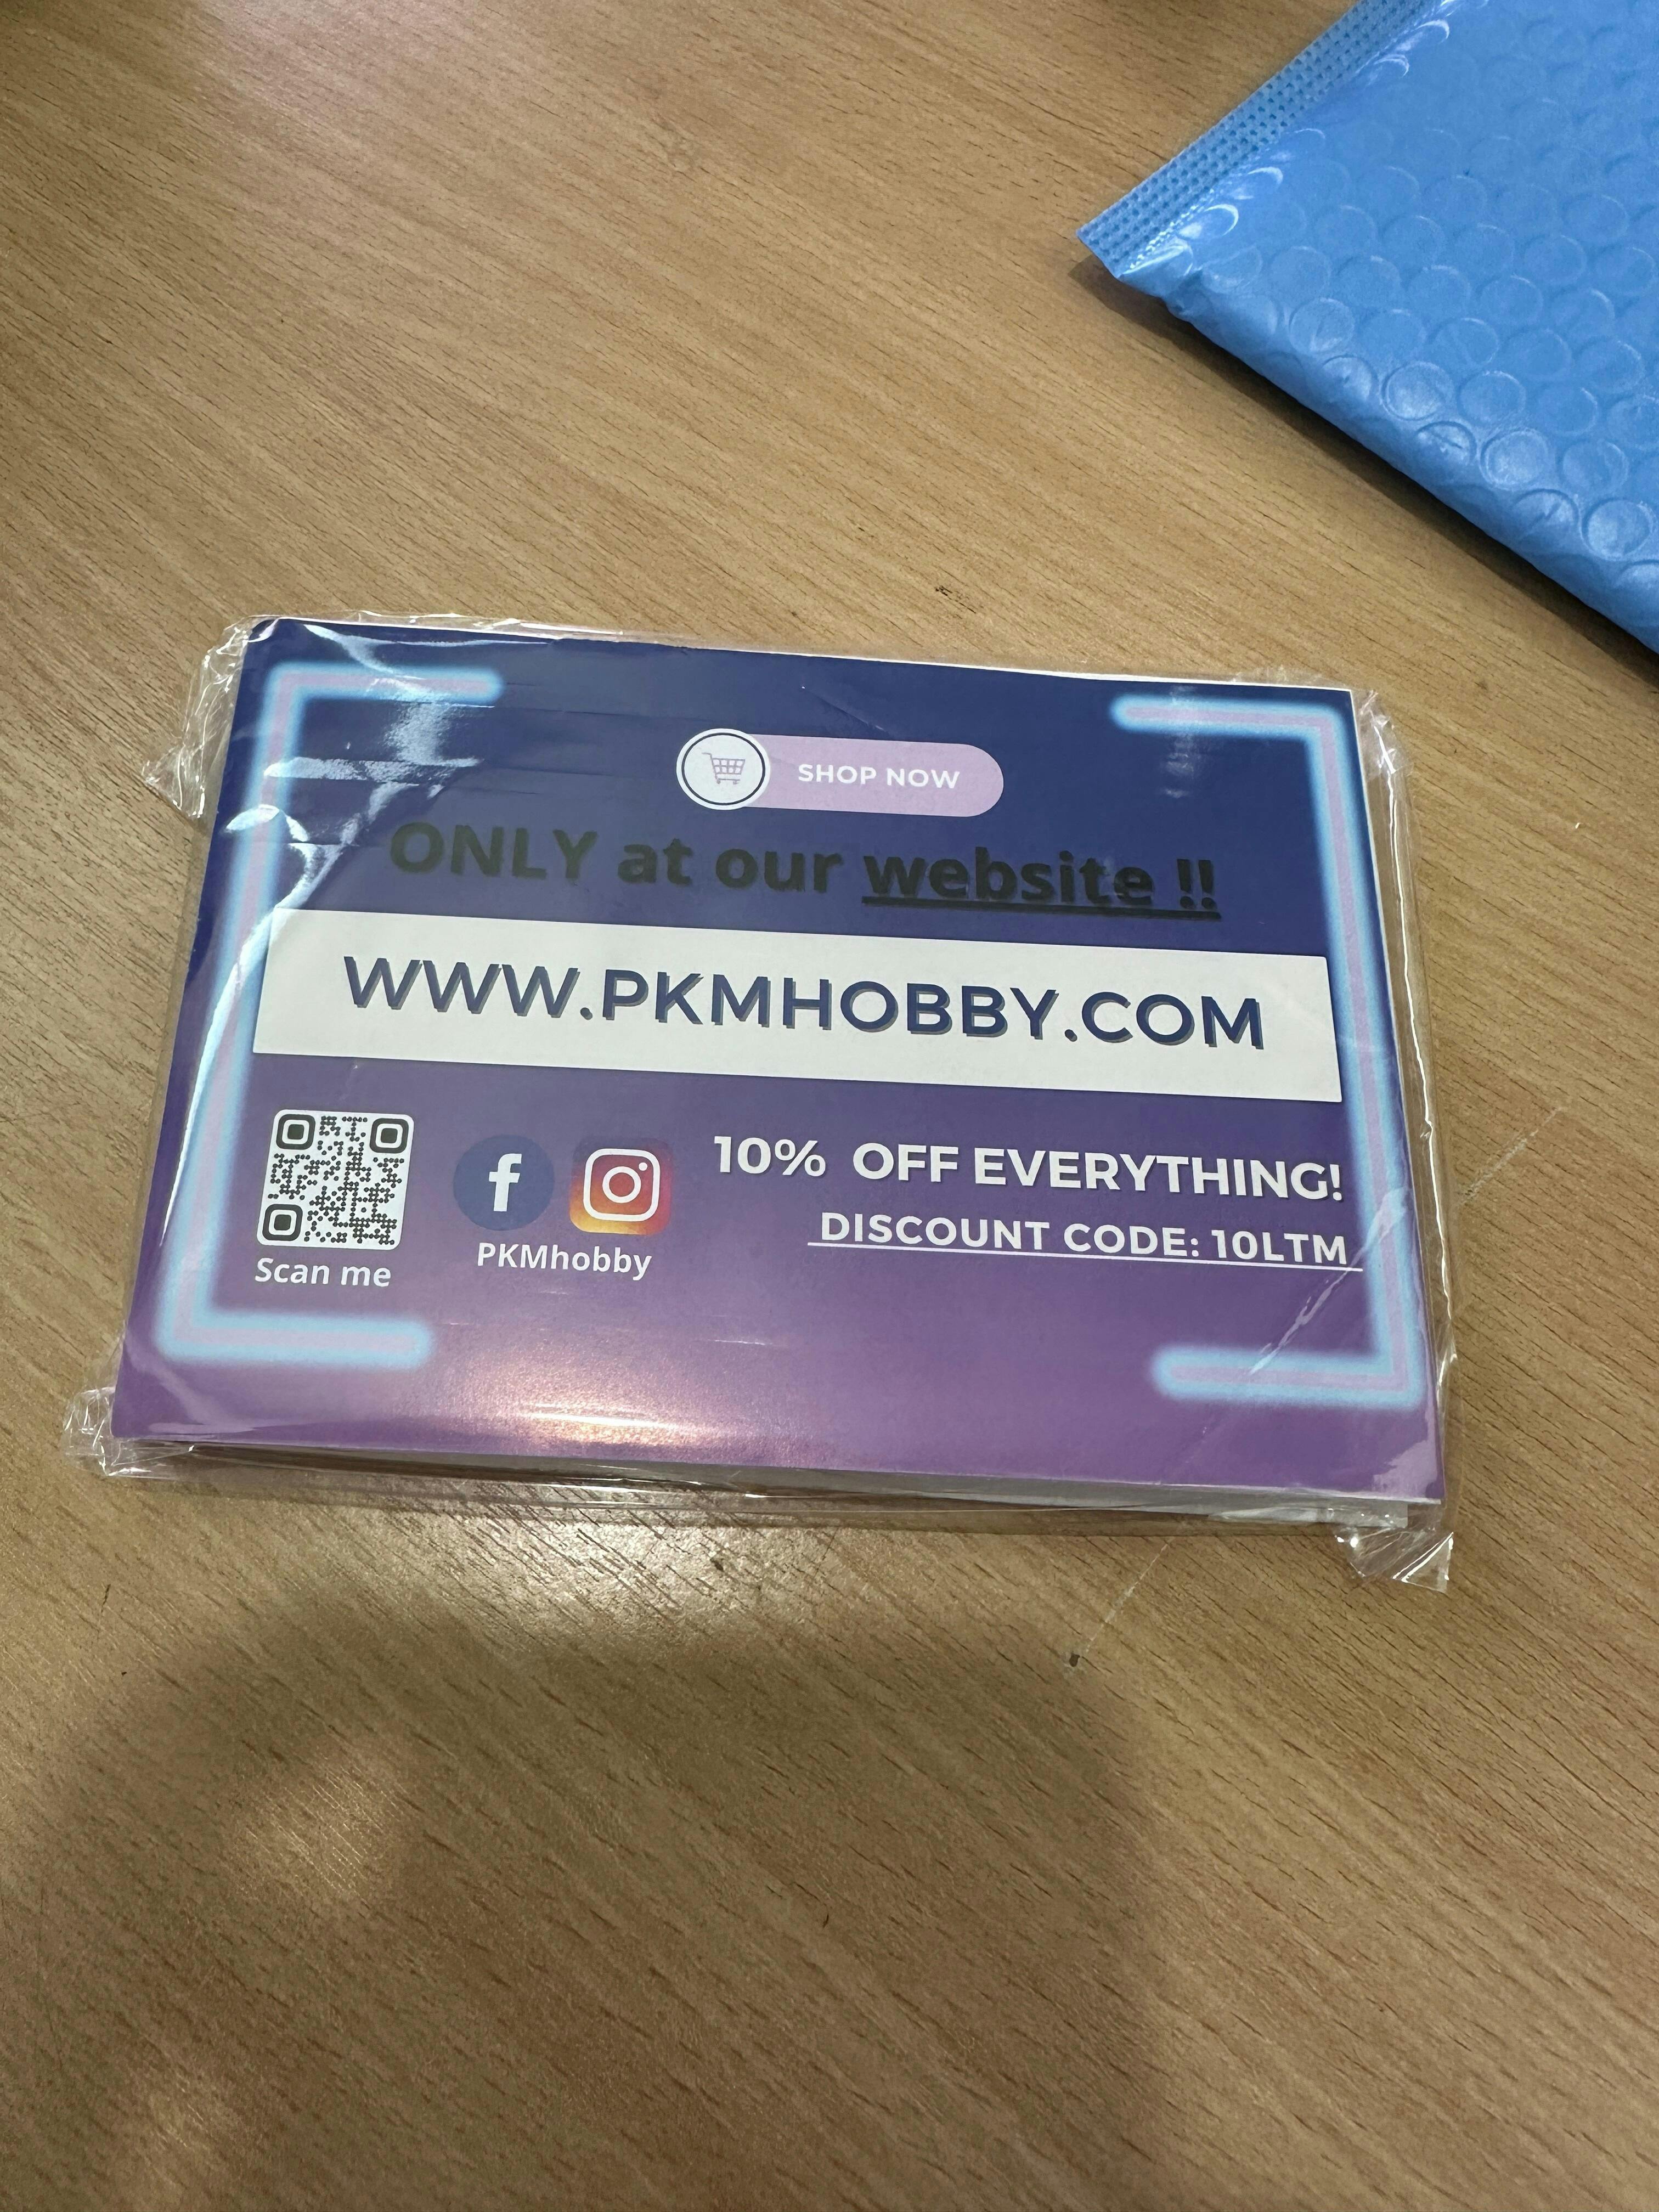 SHOP NOW
ONLY at our website !!
WWW.PKMHOBBY.COM
10% OFF EVERYTHING!
DISCOUNT CODE: 10LTM
PKMhobby
Scan me